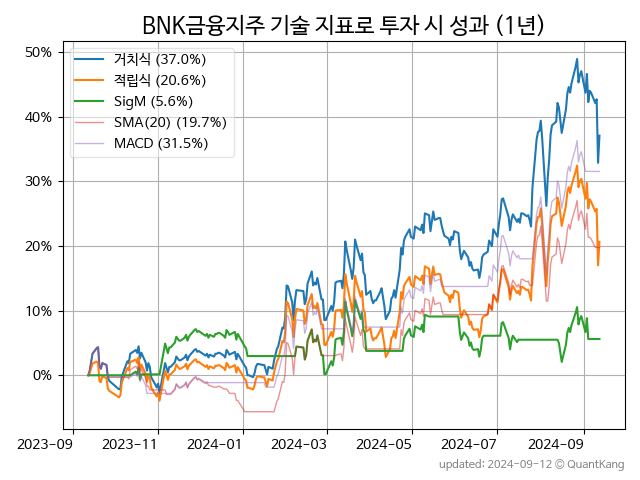 BNK금융지주 기술 지표로 투자 시 성과 (1년)
50%
40%
30%
20%
10%
0%
거치식 (37.0%)
적립식 (20.6%)
SigM (5.6%)
SMA(20) (19.7%)
MACD (31.5%)
2023-09 2023-11 2024-01 2024-03 2024-05 2024-07 2024-09
updated: 2024-09-12 © QuantKang